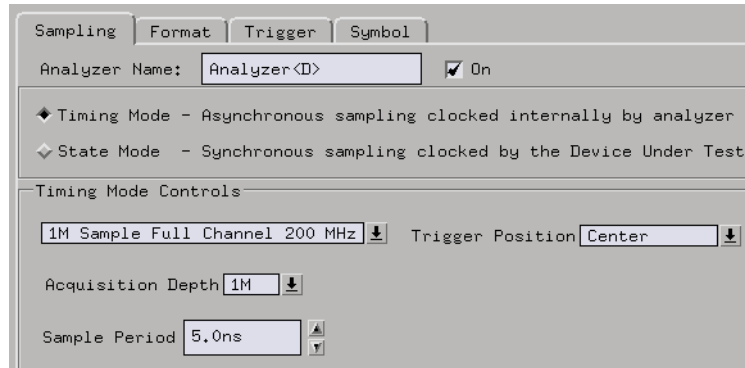 Sampling Format Trigger Symbol
Analyzer Name: Analyzer<D> On
Timing Mode - Asynchronous sampling clocked internally by analyzer
State Mode - Synchronous sampling clocked by the Device Under Test
Timing Mode Controls
1M Sample Full Channel 200 MHz Trigger Position Center
Acquisition Depth 1M
Sample Period 5.0ns